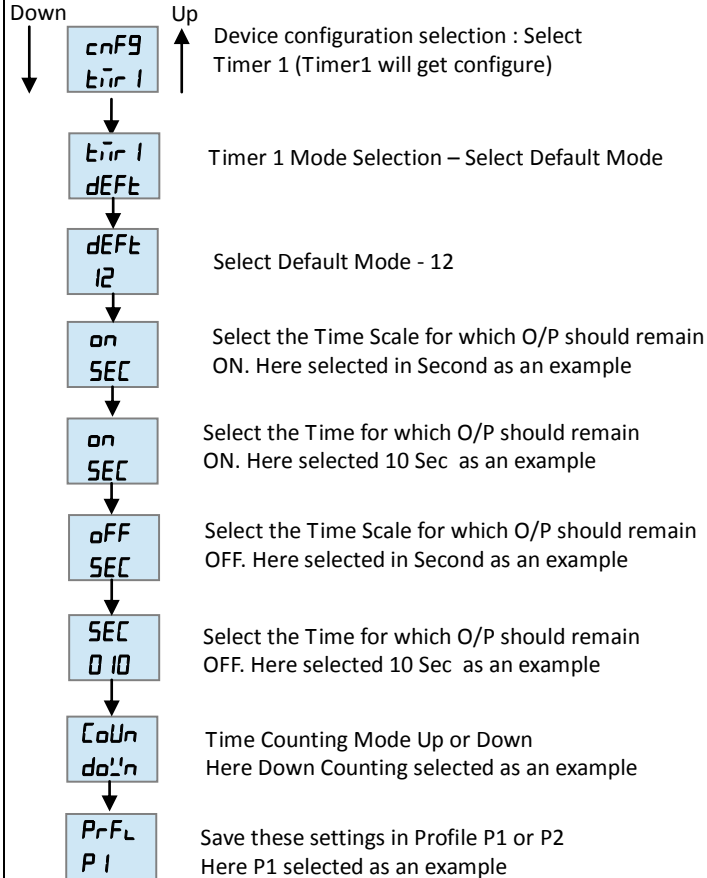 Down
Up
cnF9
tmr 1
Device configuration selection : Select
Timer 1 (Timer1 will get configure)
tmr 1
dEFt
Timer 1 Mode Selection – Select Default Mode
dEFt
12
Select Default Mode - 12
on
SEC
Select the Time Scale for which O/P should remain
ON. Here selected in Second as an example
on
SEC
Select the Time for which O/P should remain
ON. Here selected 10 Sec as an example
oFF
SEC
Select the Time Scale for which O/P should remain
OFF. Here selected in Second as an example
SEC
010
Select the Time for which O/P should remain
OFF. Here selected 10 Sec as an example
CoUn
doWn
Time Counting Mode Up or Down
Here Down Counting selected as an example
PrFL
P1
Save these settings in Profile P1 or P2
Here P1 selected as an example